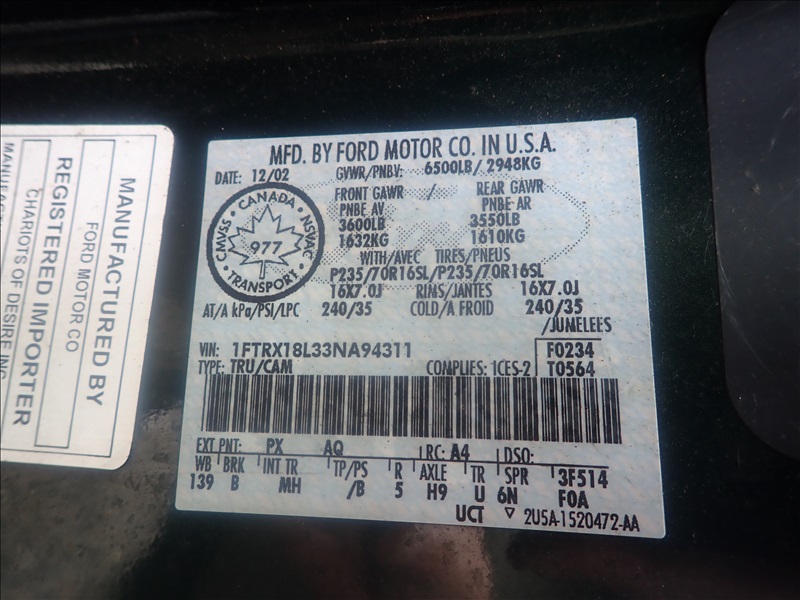 MANUFACTURED BY
FORD MOTOR CO
REGISTERED IMPORTER
CHARIOTS OF DESIRE INC
MFD. BY FORD MOTOR CO. IN U.S.A.
DATE: 12/02 GVWR/PNBV: 6500LB/2948KG
FRONT GAWR / REAR GAWR
PNBE AV PNBE AR
3600LB 3550LB
1632KG 1610KG
CMVSS · CANADA · NSVAC · TRANSPORT ·
977
WITH/AVEC TIRES/PNEUS
P235/70R16SL/P235/70R16SL
16X7.0J RIMS/JANTES 16X7.0J
AT/A kPa/PSI/LPC 240/35 COLD/A FROID 240/35
/JUMELEES
VIN: 1FTRX18L33NA94311 F0234
TYPE: TRU/CAM COMPLIES: 1CES-2 T0564
EXT PNT: PX AQ RC: A4 DSO:
WB BRK INT TR TP/PS R AXLE TR SPR 3F514
139 B MH /B 5 H9 U 6N F0A
UCT ▽ 2U5A-1520472-AA